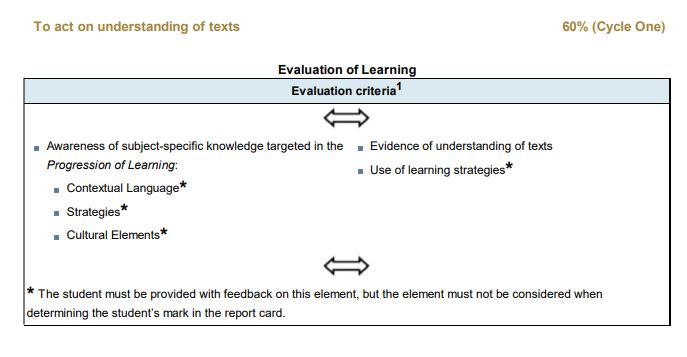 To act on understanding of texts 60% (Cycle One)
Evaluation of Learning
Evaluation criteria1
Awareness of subject-specific knowledge targeted in the
Progression of Learning:
Contextual Language*
Strategies*
Cultural Elements*
Evidence of understanding of texts
Use of learning strategies*
* The student must be provided with feedback on this element, but the element must not be considered when
determining the student's mark in the report card.